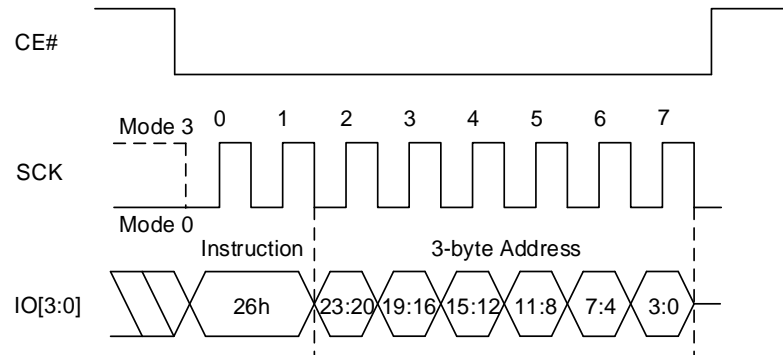 CE#
Mode 3
0 1 2 3 4 5 6 7
SCK
Mode 0
Instruction 3-byte Address
IO[3:0] 26h 23:20 19:16 15:12 11:8 7:4 3:0